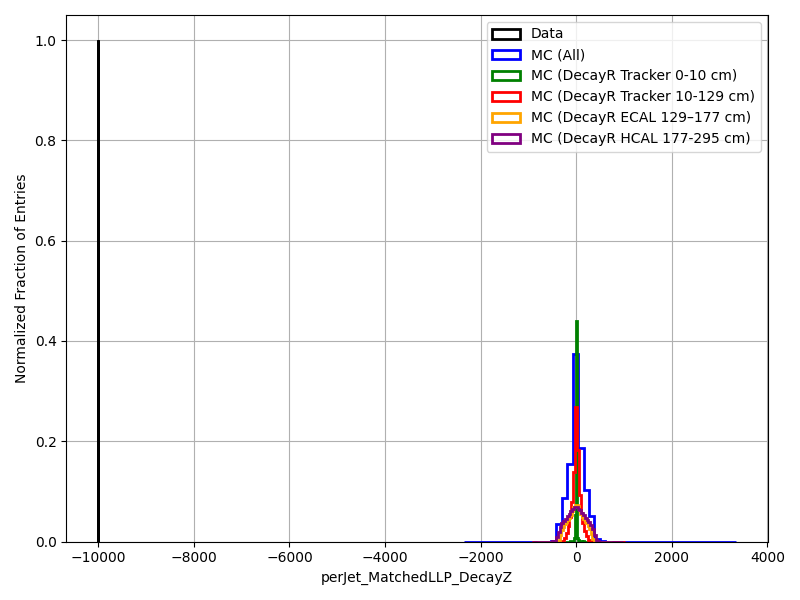 Data
MC (All)
MC (DecayR Tracker 0-10 cm)
MC (DecayR Tracker 10-129 cm)
MC (DecayR ECAL 129–177 cm)
MC (DecayR HCAL 177-295 cm)
Normalized Fraction of Entries
1.0
0.8
0.6
0.4
0.2
0.0
−10000 −8000 −6000 −4000 −2000 0 2000 4000
perJet_MatchedLLP_DecayZ